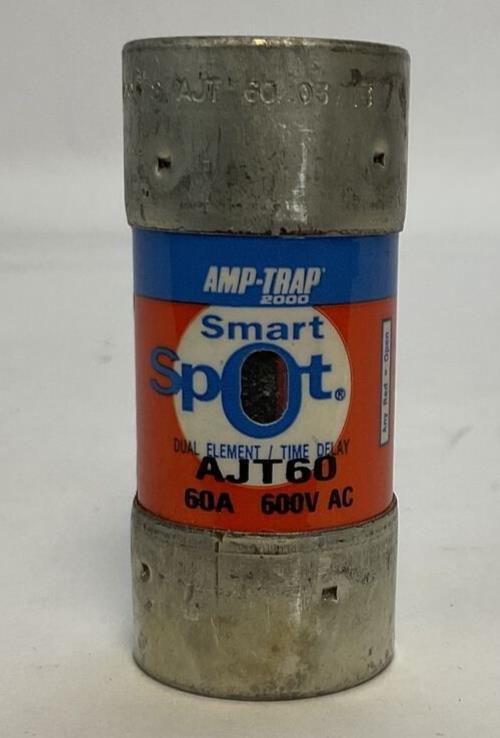 AJT 60
AMP-TRAP®
2000
Smart
Spot®
DUAL ELEMENT / TIME DELAY
AJT60
60A 600V AC
Any Red = Open